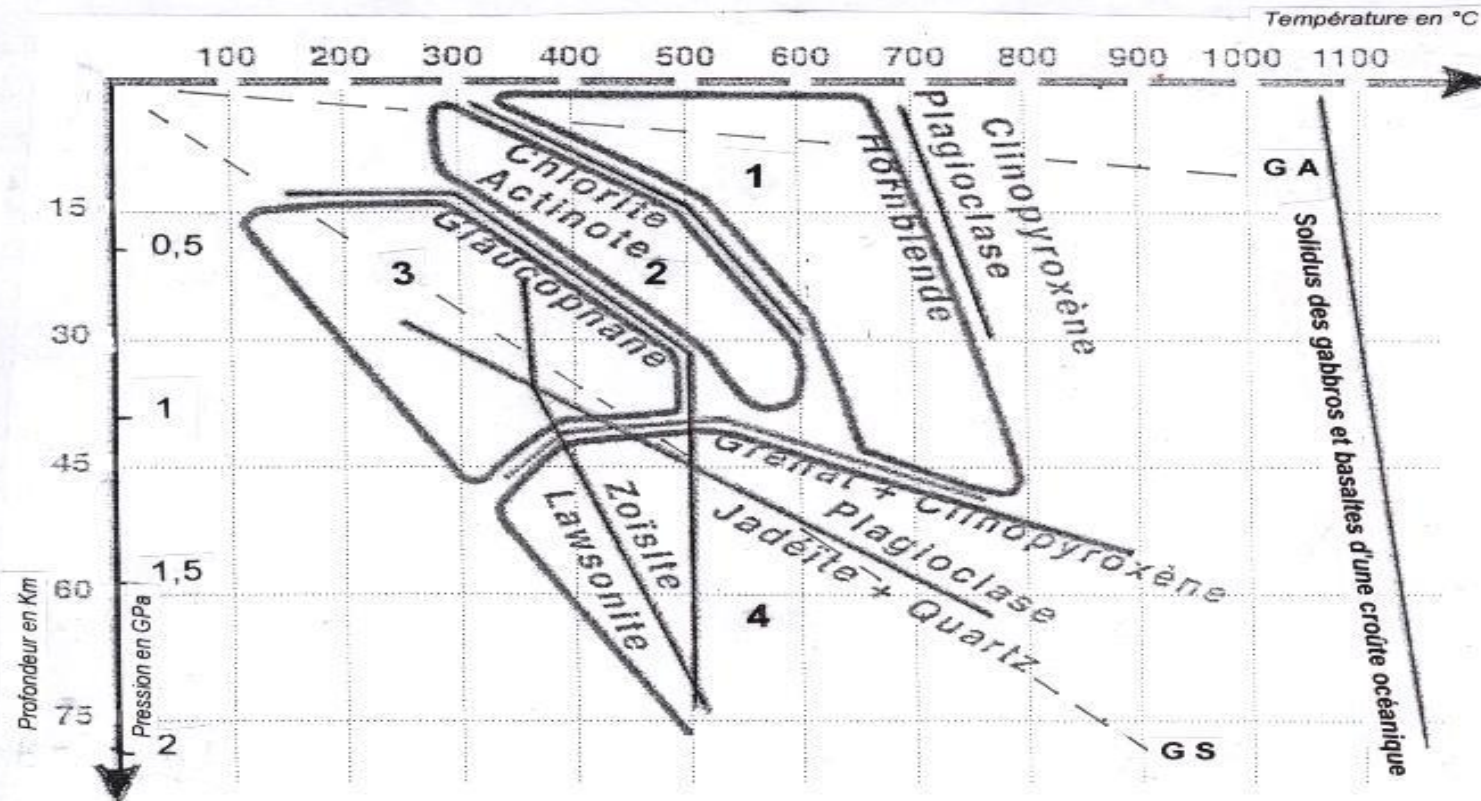 Température en °C
100 200 300 400 500 600 700 800 900 1000 1100
Clinopyroxène
Plagioclase
Hornblende
1
G A
Chlorite
Actinote
2
15
0,5
3
Glaucophane
Solidus des gabbros et basaltes d'une croûte océanique
30
1
45
Grenat + Clinopyroxène
Plagioclase
Jadéite + Quartz
Zoïsite
Lawsonite
1,5
60
4
75
2
G S
Profondeur en Km
Pression en GPa